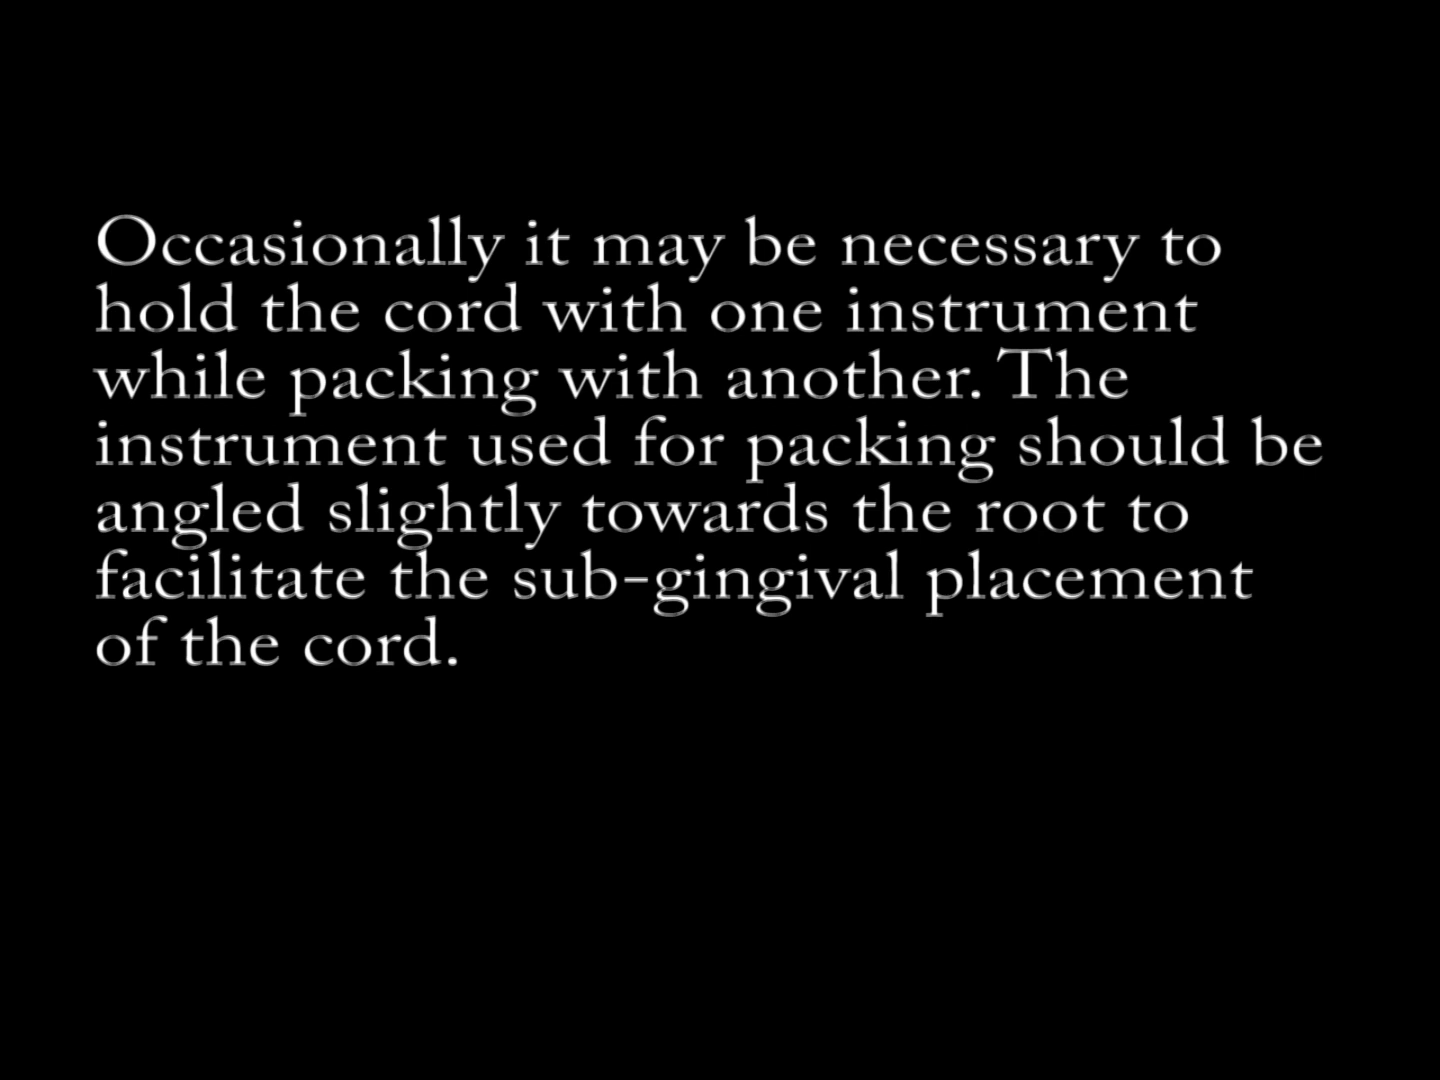 Occasionally it may be necessary to
hold the cord with one instrument
while packing with another. The
instrument used for packing should be
angled slightly towards the root to
facilitate the sub-gingival placement
of the cord.